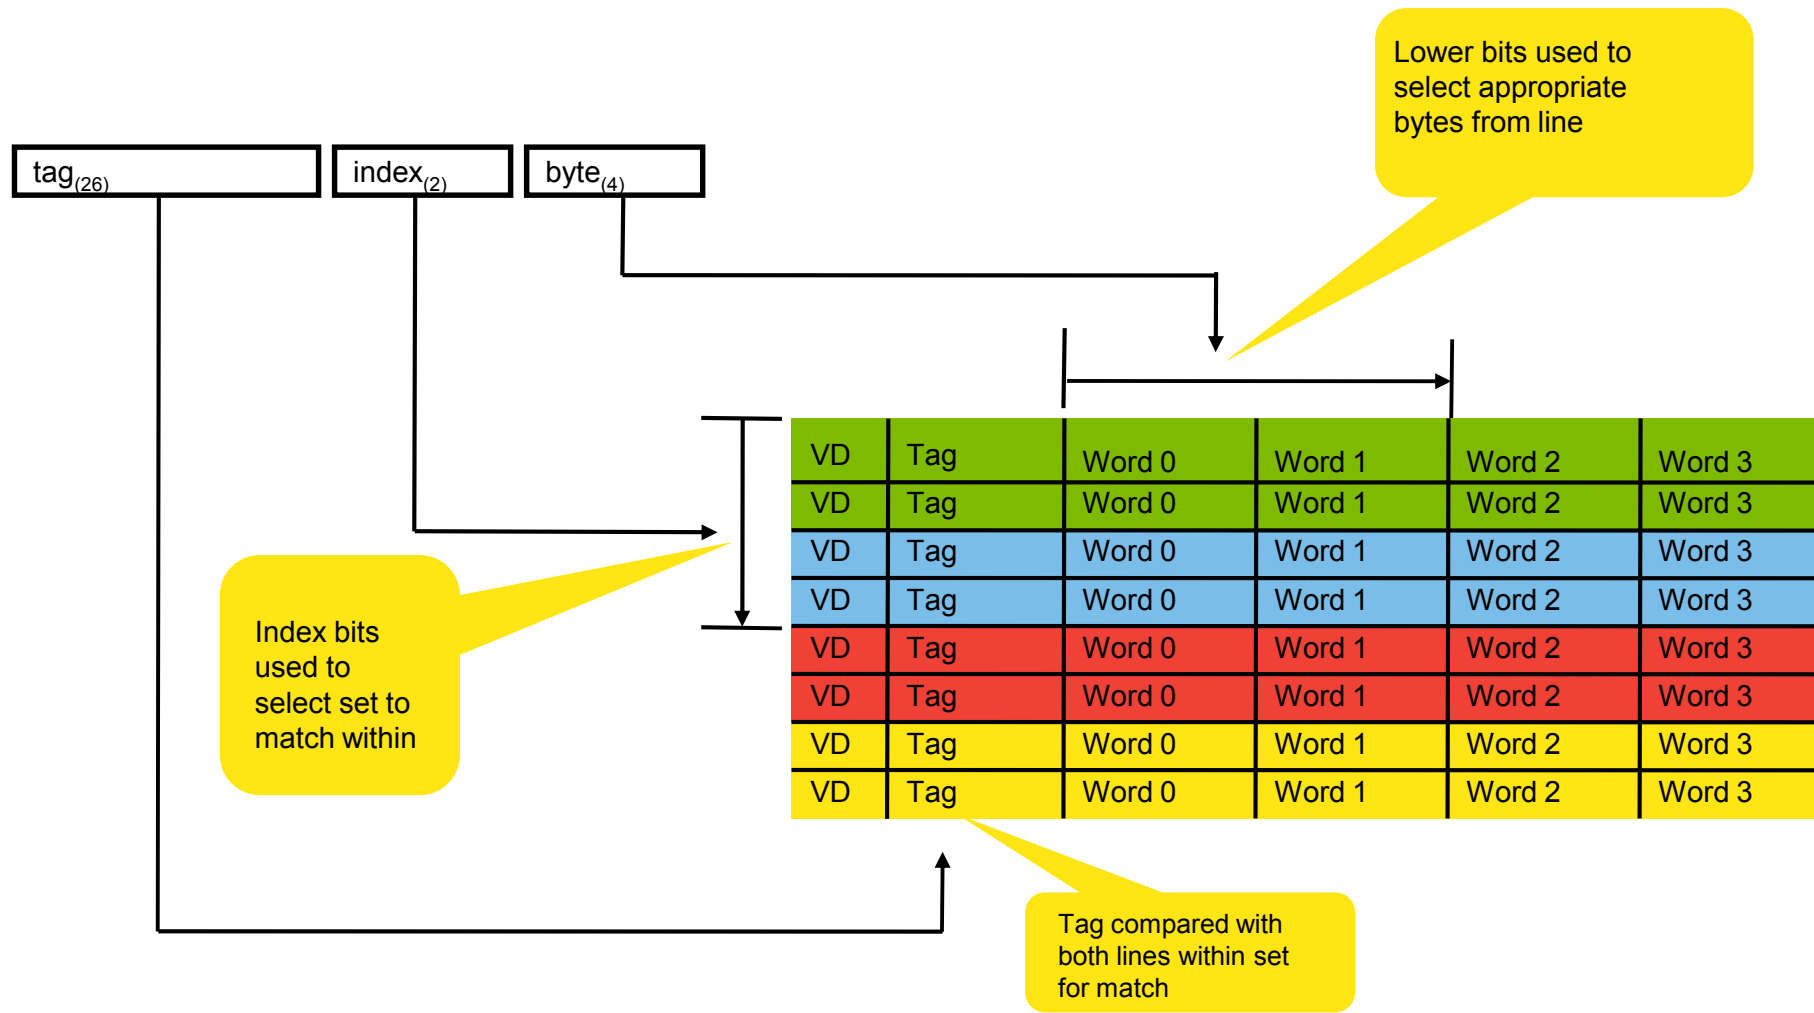 Lower bits used to
select appropriate
bytes from line
tag(26) index(2) byte(4)
VD Tag Word 0 Word 1 Word 2 Word 3
VD Tag Word 0 Word 1 Word 2 Word 3
VD Tag Word 0 Word 1 Word 2 Word 3
VD Tag Word 0 Word 1 Word 2 Word 3
VD Tag Word 0 Word 1 Word 2 Word 3
VD Tag Word 0 Word 1 Word 2 Word 3
VD Tag Word 0 Word 1 Word 2 Word 3
VD Tag Word 0 Word 1 Word 2 Word 3
Index bits
used to
select set to
match within
Tag compared with
both lines within set
for match